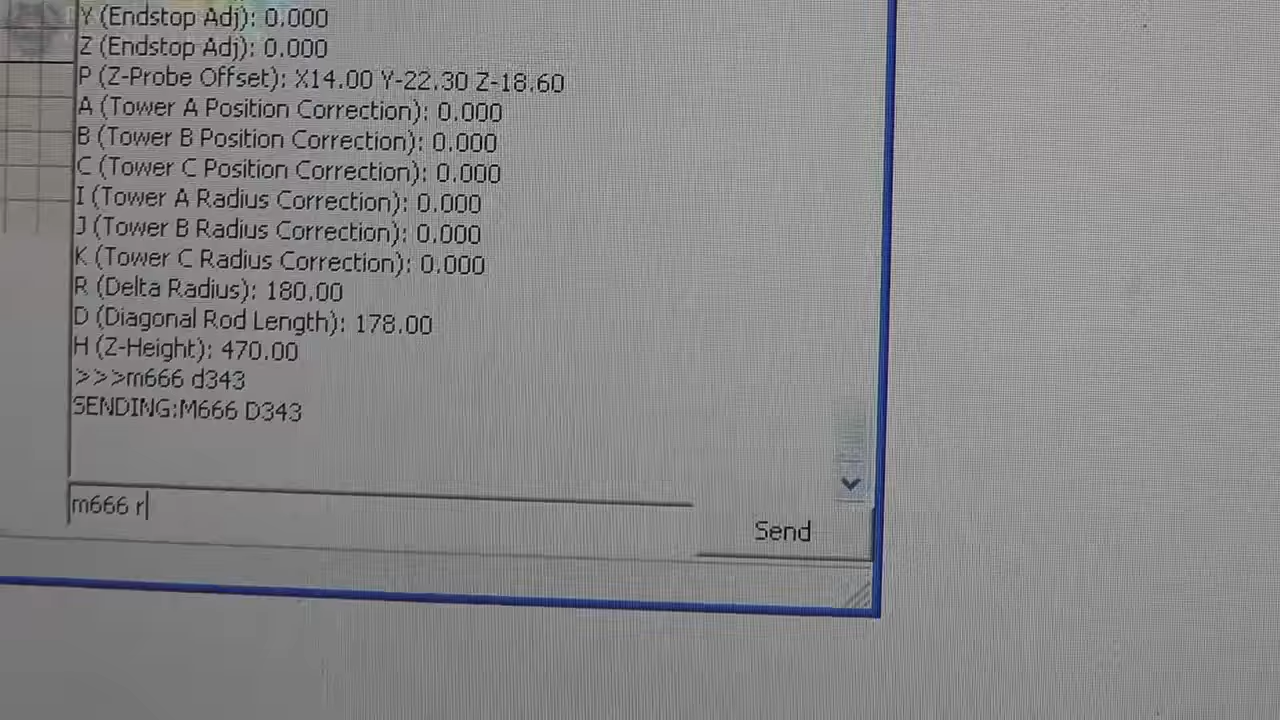 Y (Endstop Adj): 0.000
Z (Endstop Adj): 0.000
P (Z-Probe Offset): X14.00 Y-22.30 Z-18.60
A (Tower A Position Correction): 0.000
B (Tower B Position Correction): 0.000
C (Tower C Position Correction): 0.000
I (Tower A Radius Correction): 0.000
J (Tower B Radius Correction): 0.000
K (Tower C Radius Correction): 0.000
R (Delta Radius): 180.00
D (Diagonal Rod Length): 178.00
H (Z-Height): 470.00
>>>m666 d343
SENDING:M666 D343
m666 r
Send